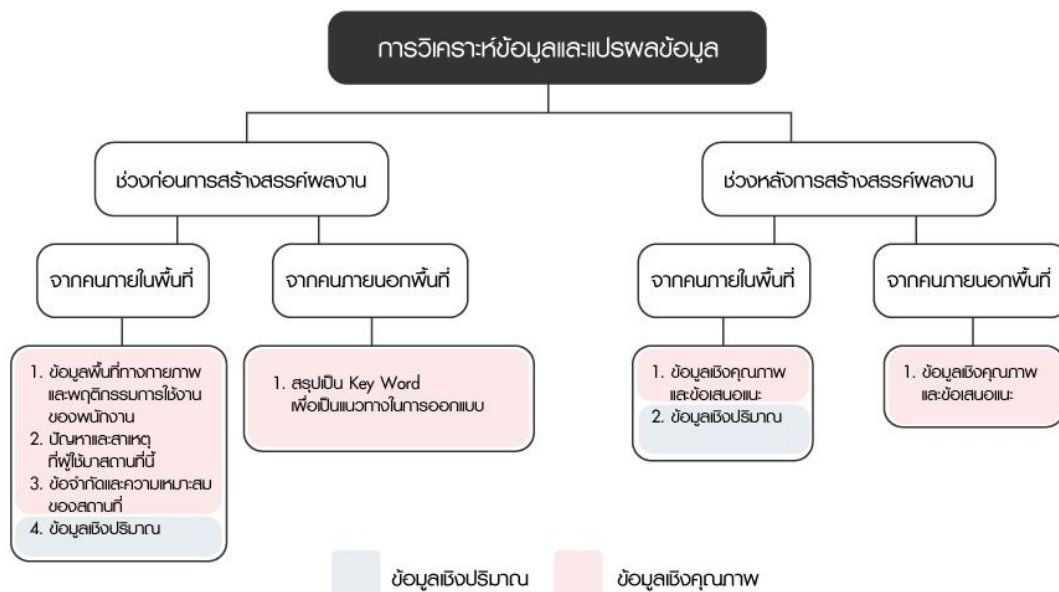 การวิเคราะห์ข้อมูลและแปรผลข้อมูล
ช่วงก่อนการสร้างสรรค์ผลงาน
ช่วงหลังการสร้างสรรค์ผลงาน
จากคนภายในพื้นที่
จากคนภายนอกพื้นที่
จากคนภายในพื้นที่
จากคนภายนอกพื้นที่
1. ข้อมูลพื้นที่ทางกายภาพ
และพฤติกรรมการใช้งาน
ของพนักงาน
2. ปัญหาและสาเหตุ
ที่ผู้ใช้มาสถานที่นี้
3. ข้อจำกัดและความเหมาะสม
ของสถานที่
4. ข้อมูลเชิงปริมาณ
1. สรุปเป็น Key Word
เพื่อเป็นแนวทางในการออกแบบ
1. ข้อมูลเชิงคุณภาพ
และข้อเสนอแนะ
2. ข้อมูลเชิงปริมาณ
1. ข้อมูลเชิงคุณภาพ
และข้อเสนอแนะ
ข้อมูลเชิงปริมาณ
ข้อมูลเชิงคุณภาพ